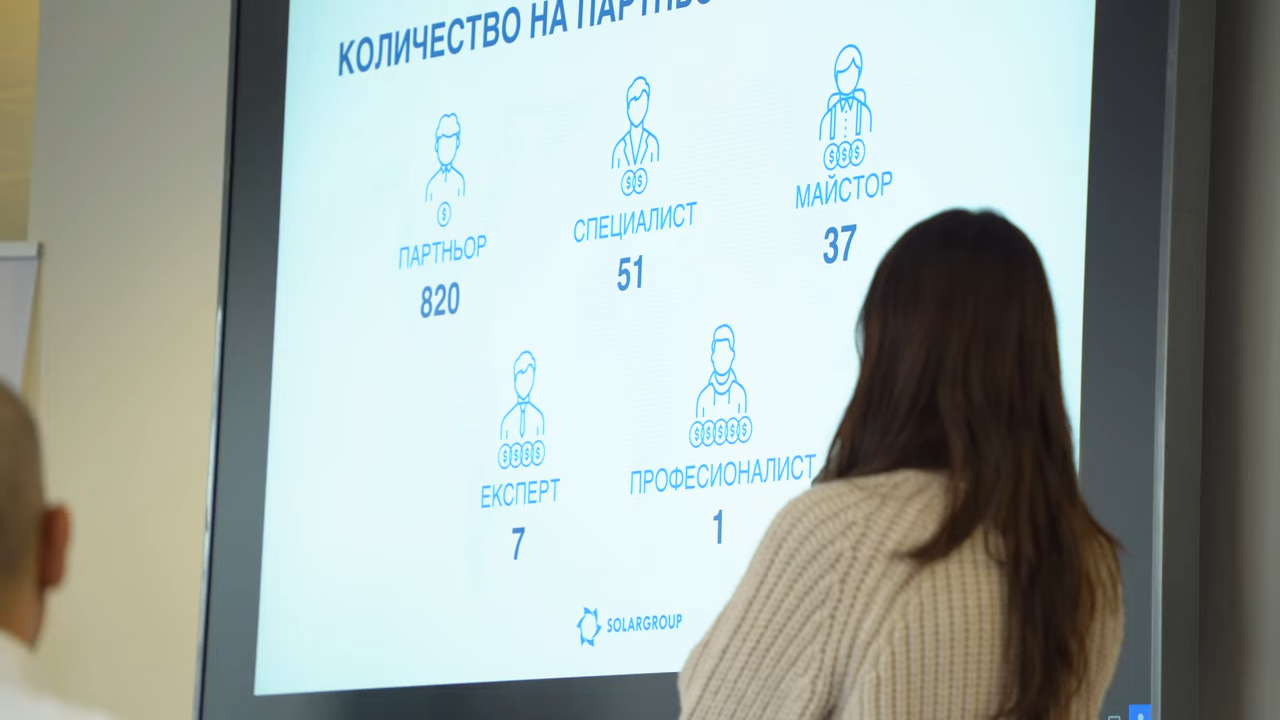 КОЛИЧЕСТВО НА
ПАРТНЬОР
820
СПЕЦИАЛИСТ
51
МАЙСТОР
37
ЕКСПЕРТ
7
ПРОФЕСИОНАЛИСТ
1
SOLARGROUP